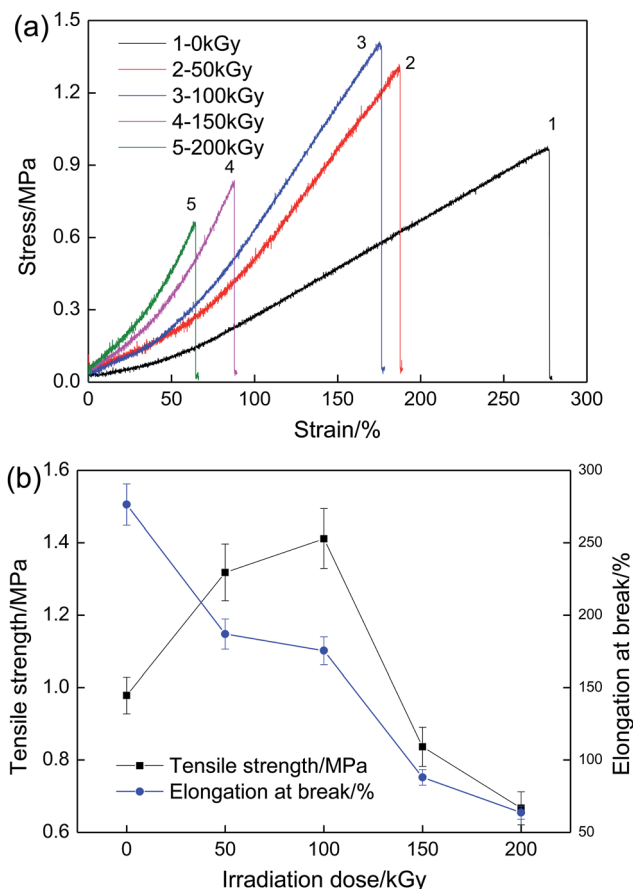 (a)
1-0kGy
2-50kGy
3-100kGy
4-150kGy
5-200kGy
3
2
1
4
5
1.5
1.2
0.9
0.6
0.3
0.0
Stress/MPa
0 50 100 150 200 250 300
Strain/%
(b)
1.6
1.4
1.2
1.0
0.8
0.6
Tensile strength/MPa
300
250
200
150
100
50
Elongation at break/%
Tensile strength/MPa
Elongation at break/%
0 50 100 150 200
Irradiation dose/kGy